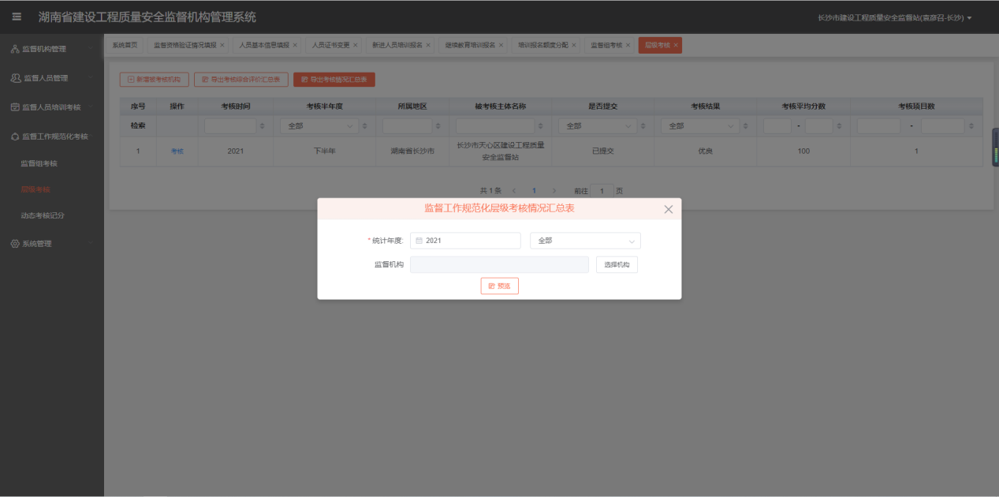 湖南省建设工程质量安全监督机构管理系统
长沙市建设工程质量安全监督站(袁彦召-长沙)
监督机构管理
监督人员管理
监督人员培训考核
监督工作规范化考核
监督组考核
层级考核
动态考核记分
系统管理
系统首页 监督资格验证情况填报 × 人员基本信息填报 × 人员证书变更 × 新进人员培训报名 × 继续教育培训报名 × 培训报名额度分配 × 监督组考核 × 层级考核 ×
新增被考核机构 导出考核综合评价汇总表 导出考核情况汇总表
序号 操作 考核时间 考核半年度 所属地区 被考核主体名称 是否提交 考核结果 考核平均分数 考核项目数
检索 全部 全部 全部 - -
1 考核 2021 下半年 湖南省长沙市 长沙市天心区建设工程质量 已提交 优良 100 1
安全监督站
共 1 条 < 1 > 前往 1 页
监督工作规范化层级考核情况汇总表
* 统计年度: 2021 全部
监督机构 选择机构
预览